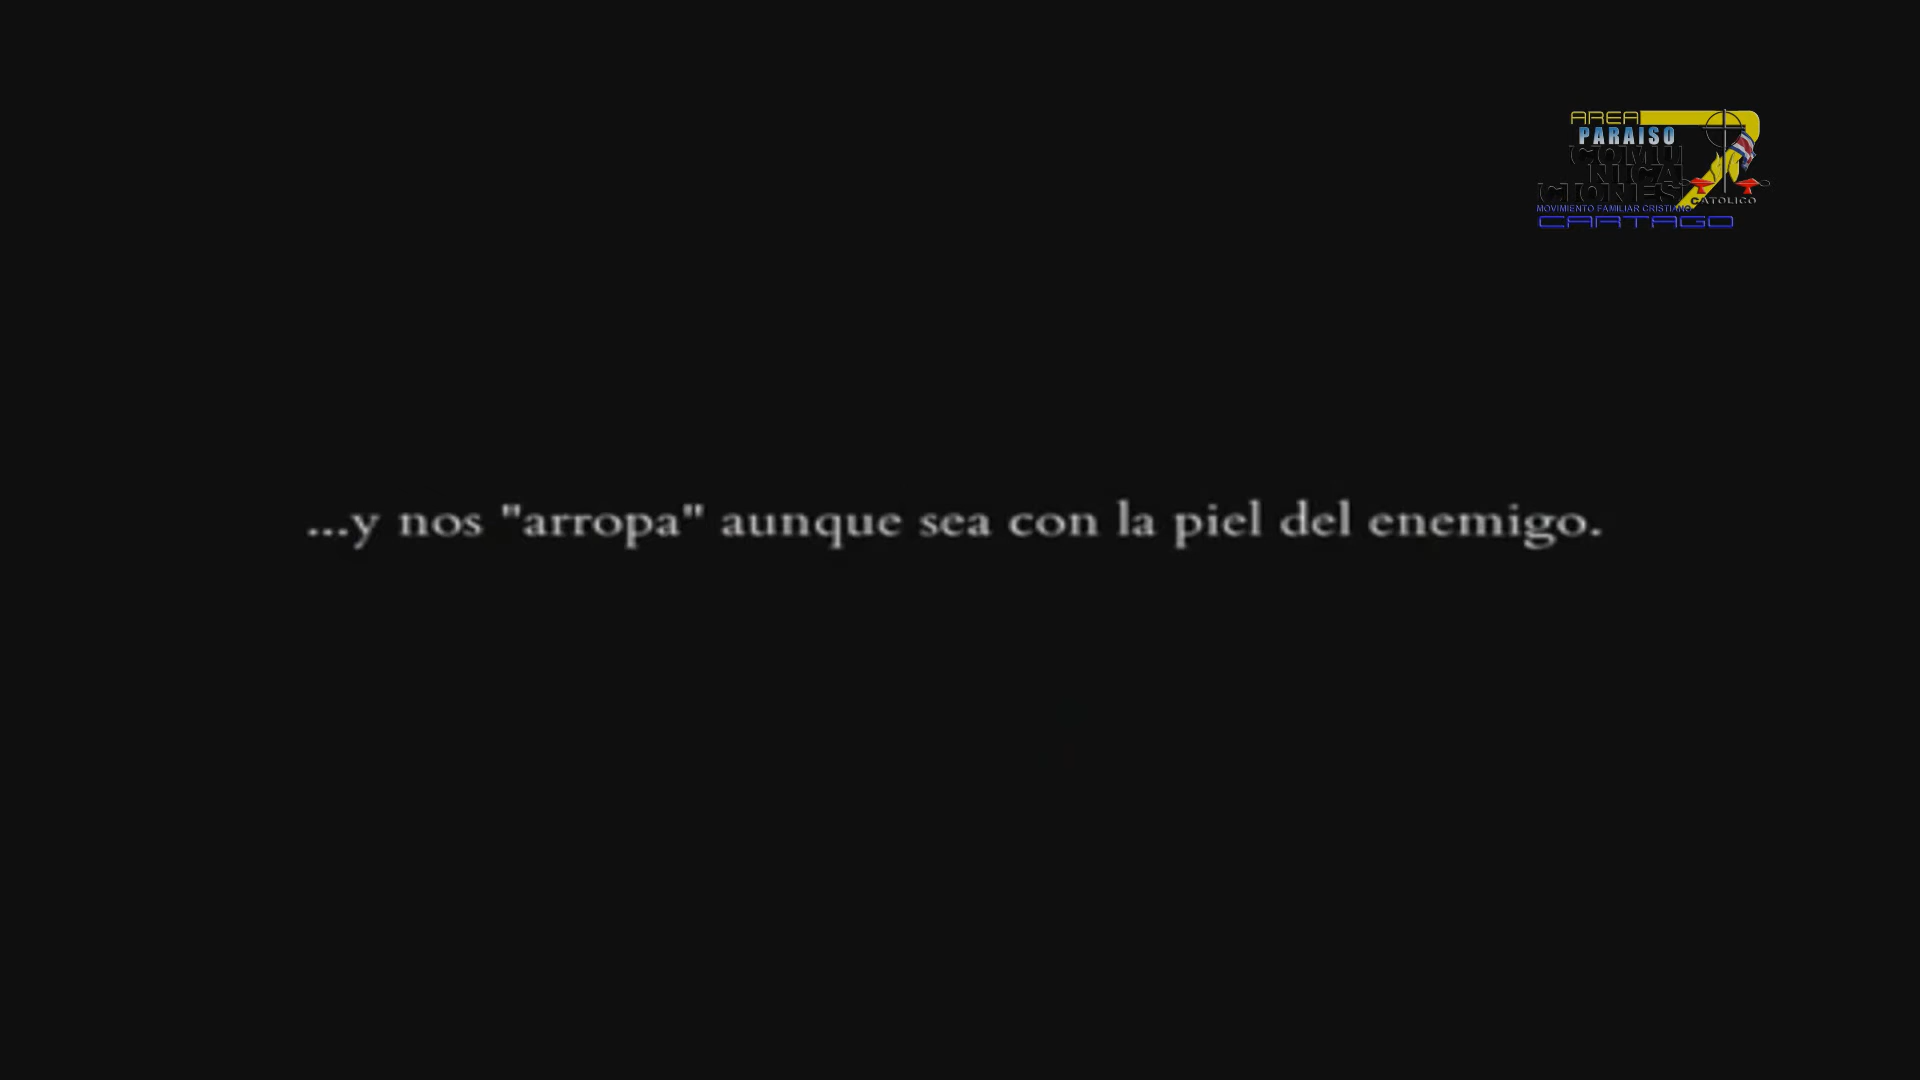 AREA
PARAISO
COMU
NICA
CIONES
CATOLICO
MOVIMIENTO FAMILIAR CRISTIANO
CARTAGO
...y nos "arropa" aunque sea con la piel del enemigo.